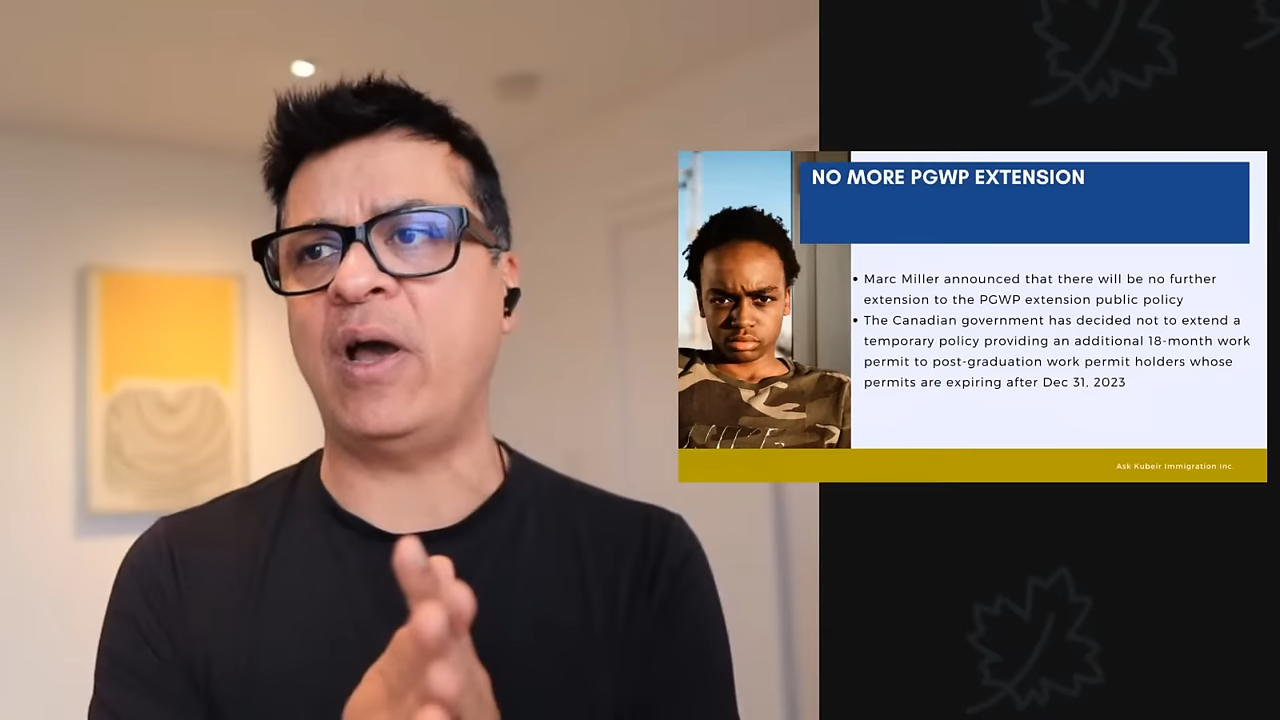 NO MORE PGWP EXTENSION
• Marc Miller announced that there will be no further
extension to the PGWP extension public policy
• The Canadian government has decided not to extend a
temporary policy providing an additional 18-month work
permit to post-graduation work permit holders whose
permits are expiring after Dec 31, 2023
Ask Kubeir Immigration Inc.